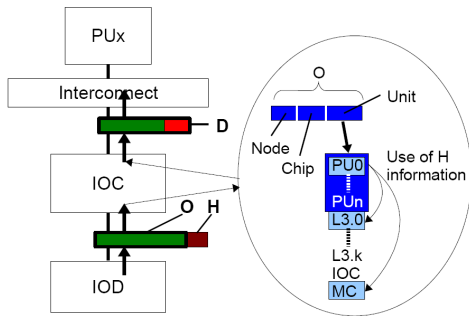 PUx
Interconnect
D
IOC
O
H
IOD
O
Unit
Node
Chip
PU0
Use of H
information
PUn
L3.0
L3.k
IOC
MC